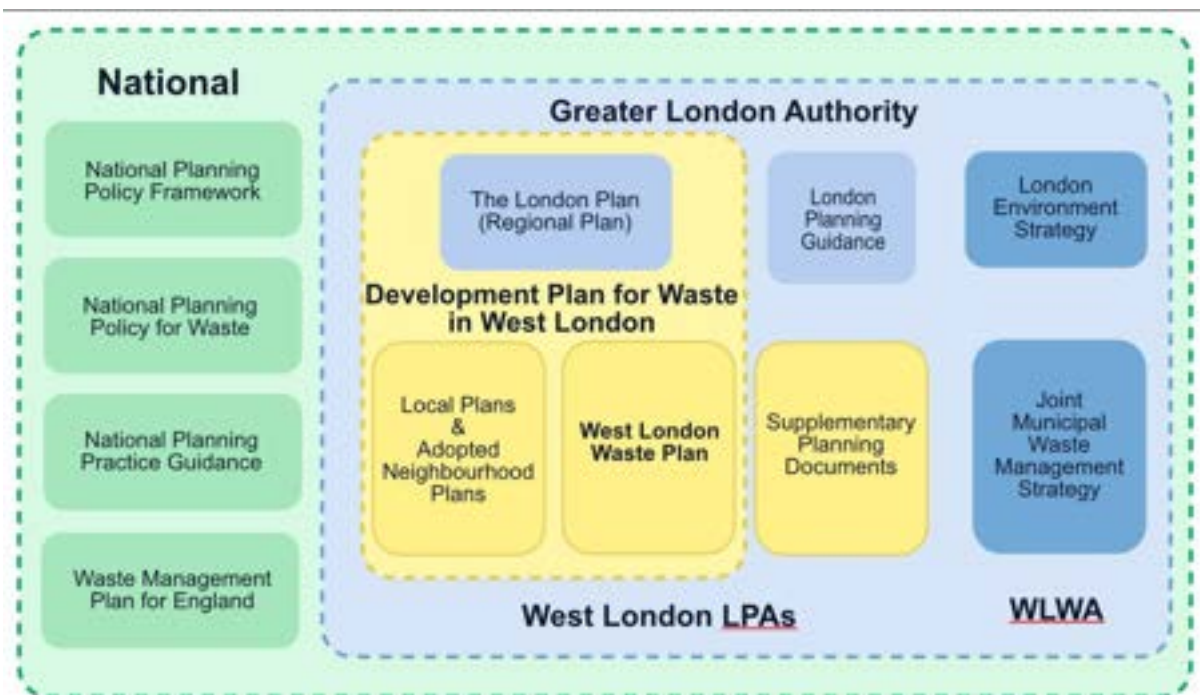 National
National Planning
Policy Framework
National Planning
Policy for Waste
National Planning
Practice Guidance
Waste Management
Plan for England
Greater London Authority
The London Plan
(Regional Plan)
London
Planning
Guidance
London
Environment
Strategy
Development Plan for Waste
in West London
Local Plans
&
Adopted
Neighbourhood
Plans
West London
Waste Plan
Supplementary
Planning
Documents
Joint
Municipal
Waste
Management
Strategy
West London LPAs
WLWA